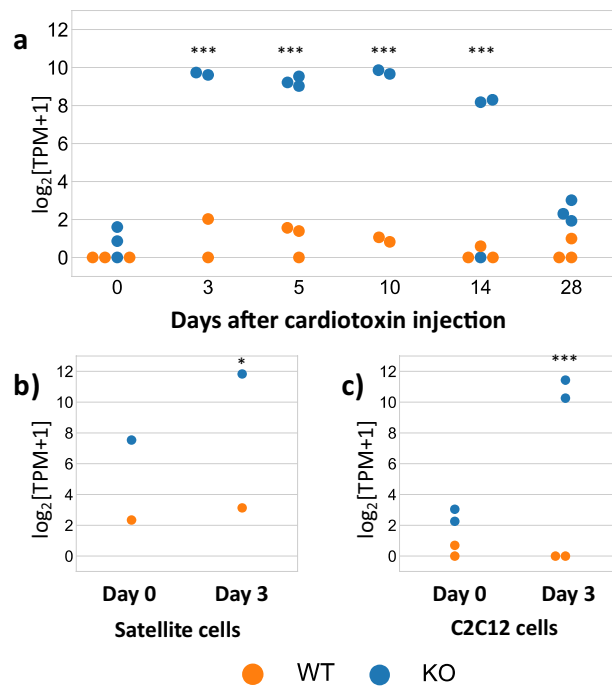 a
*** *** *** ***
log₂[TPM+1]
12
10
8
6
4
2
0
0 3 5 10 14 28
Days after cardiotoxin injection
b)
*
log₂[TPM+1]
12
10
8
6
4
2
0
Day 0 Day 3
Satellite cells
c)
***
log₂[TPM+1]
12
10
8
6
4
2
0
Day 0 Day 3
C2C12 cells
WT KO